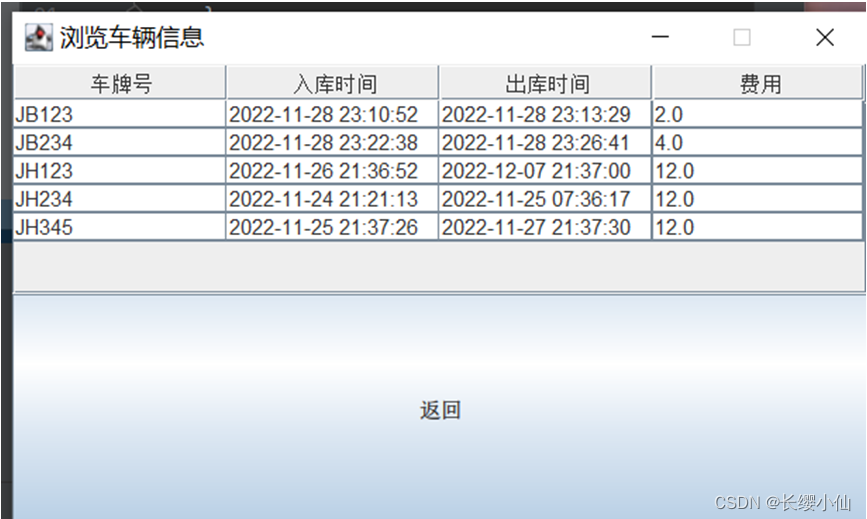 浏览车辆信息
车牌号 入库时间 出库时间 费用
JB123 2022-11-28 23:10:52 2022-11-28 23:13:29 2.0
JB234 2022-11-28 23:22:38 2022-11-28 23:26:41 4.0
JH123 2022-11-26 21:36:52 2022-12-07 21:37:00 12.0
JH234 2022-11-24 21:21:13 2022-11-25 07:36:17 12.0
JH345 2022-11-25 21:37:26 2022-11-27 21:37:30 12.0
返回
CSDN @长缨小仙